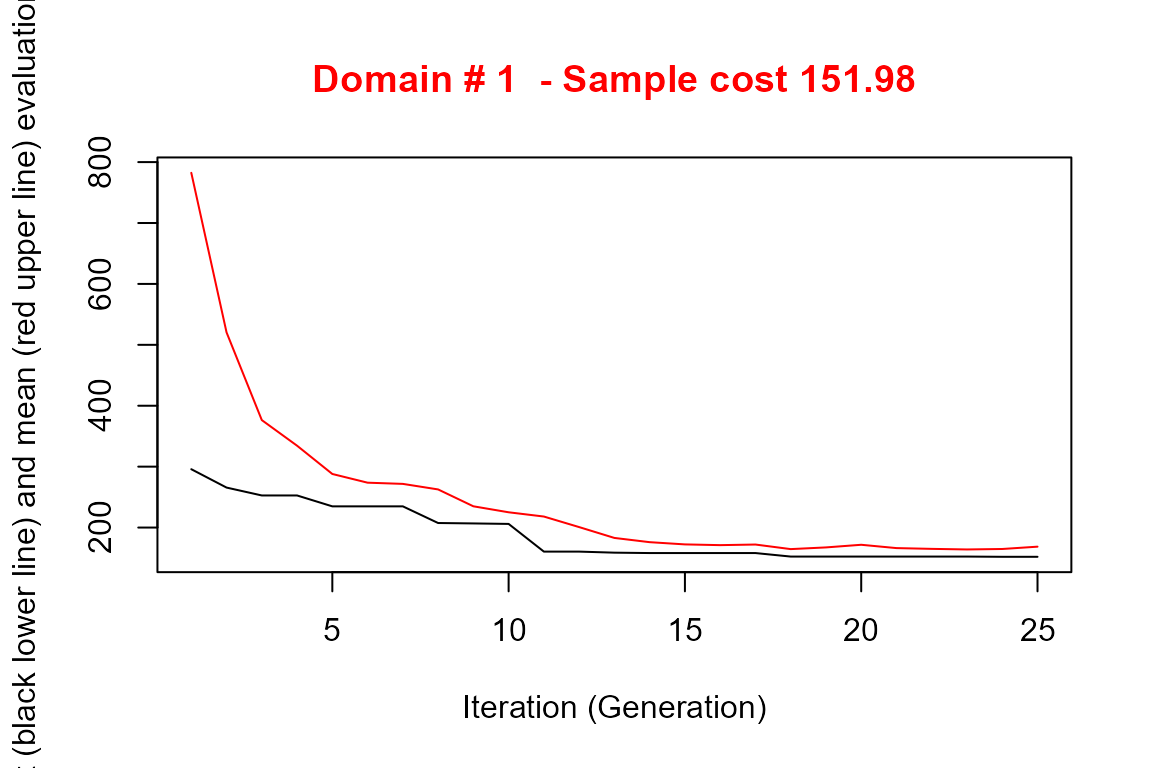 Domain # 1 - Sample cost 151.98
(black lower line) and mean (red upper line)
800
600
400
200
5 10 15 20 25
Iteration (Generation)